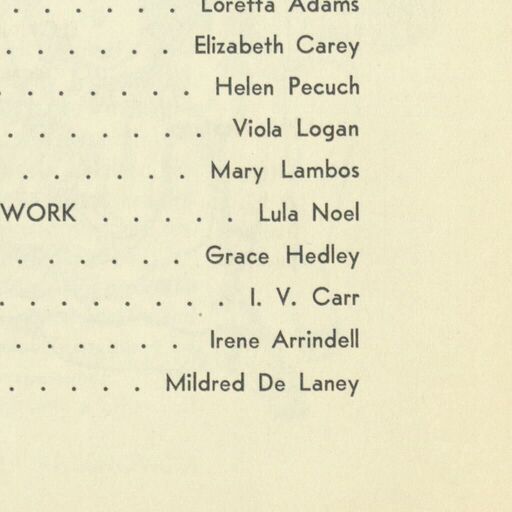 . . . . . . Loretta Adams
. . . . . . Elizabeth Carey
. . . . . . . Helen Pecuch
. . . . . . . Viola Logan
. . . . . . Mary Lambos
WORK . . . . . Lula Noel
. . . . . . Grace Hedley
. . . . . . . . I. V. Carr
. . . . . . Irene Arrindell
. . . . . Mildred De Laney